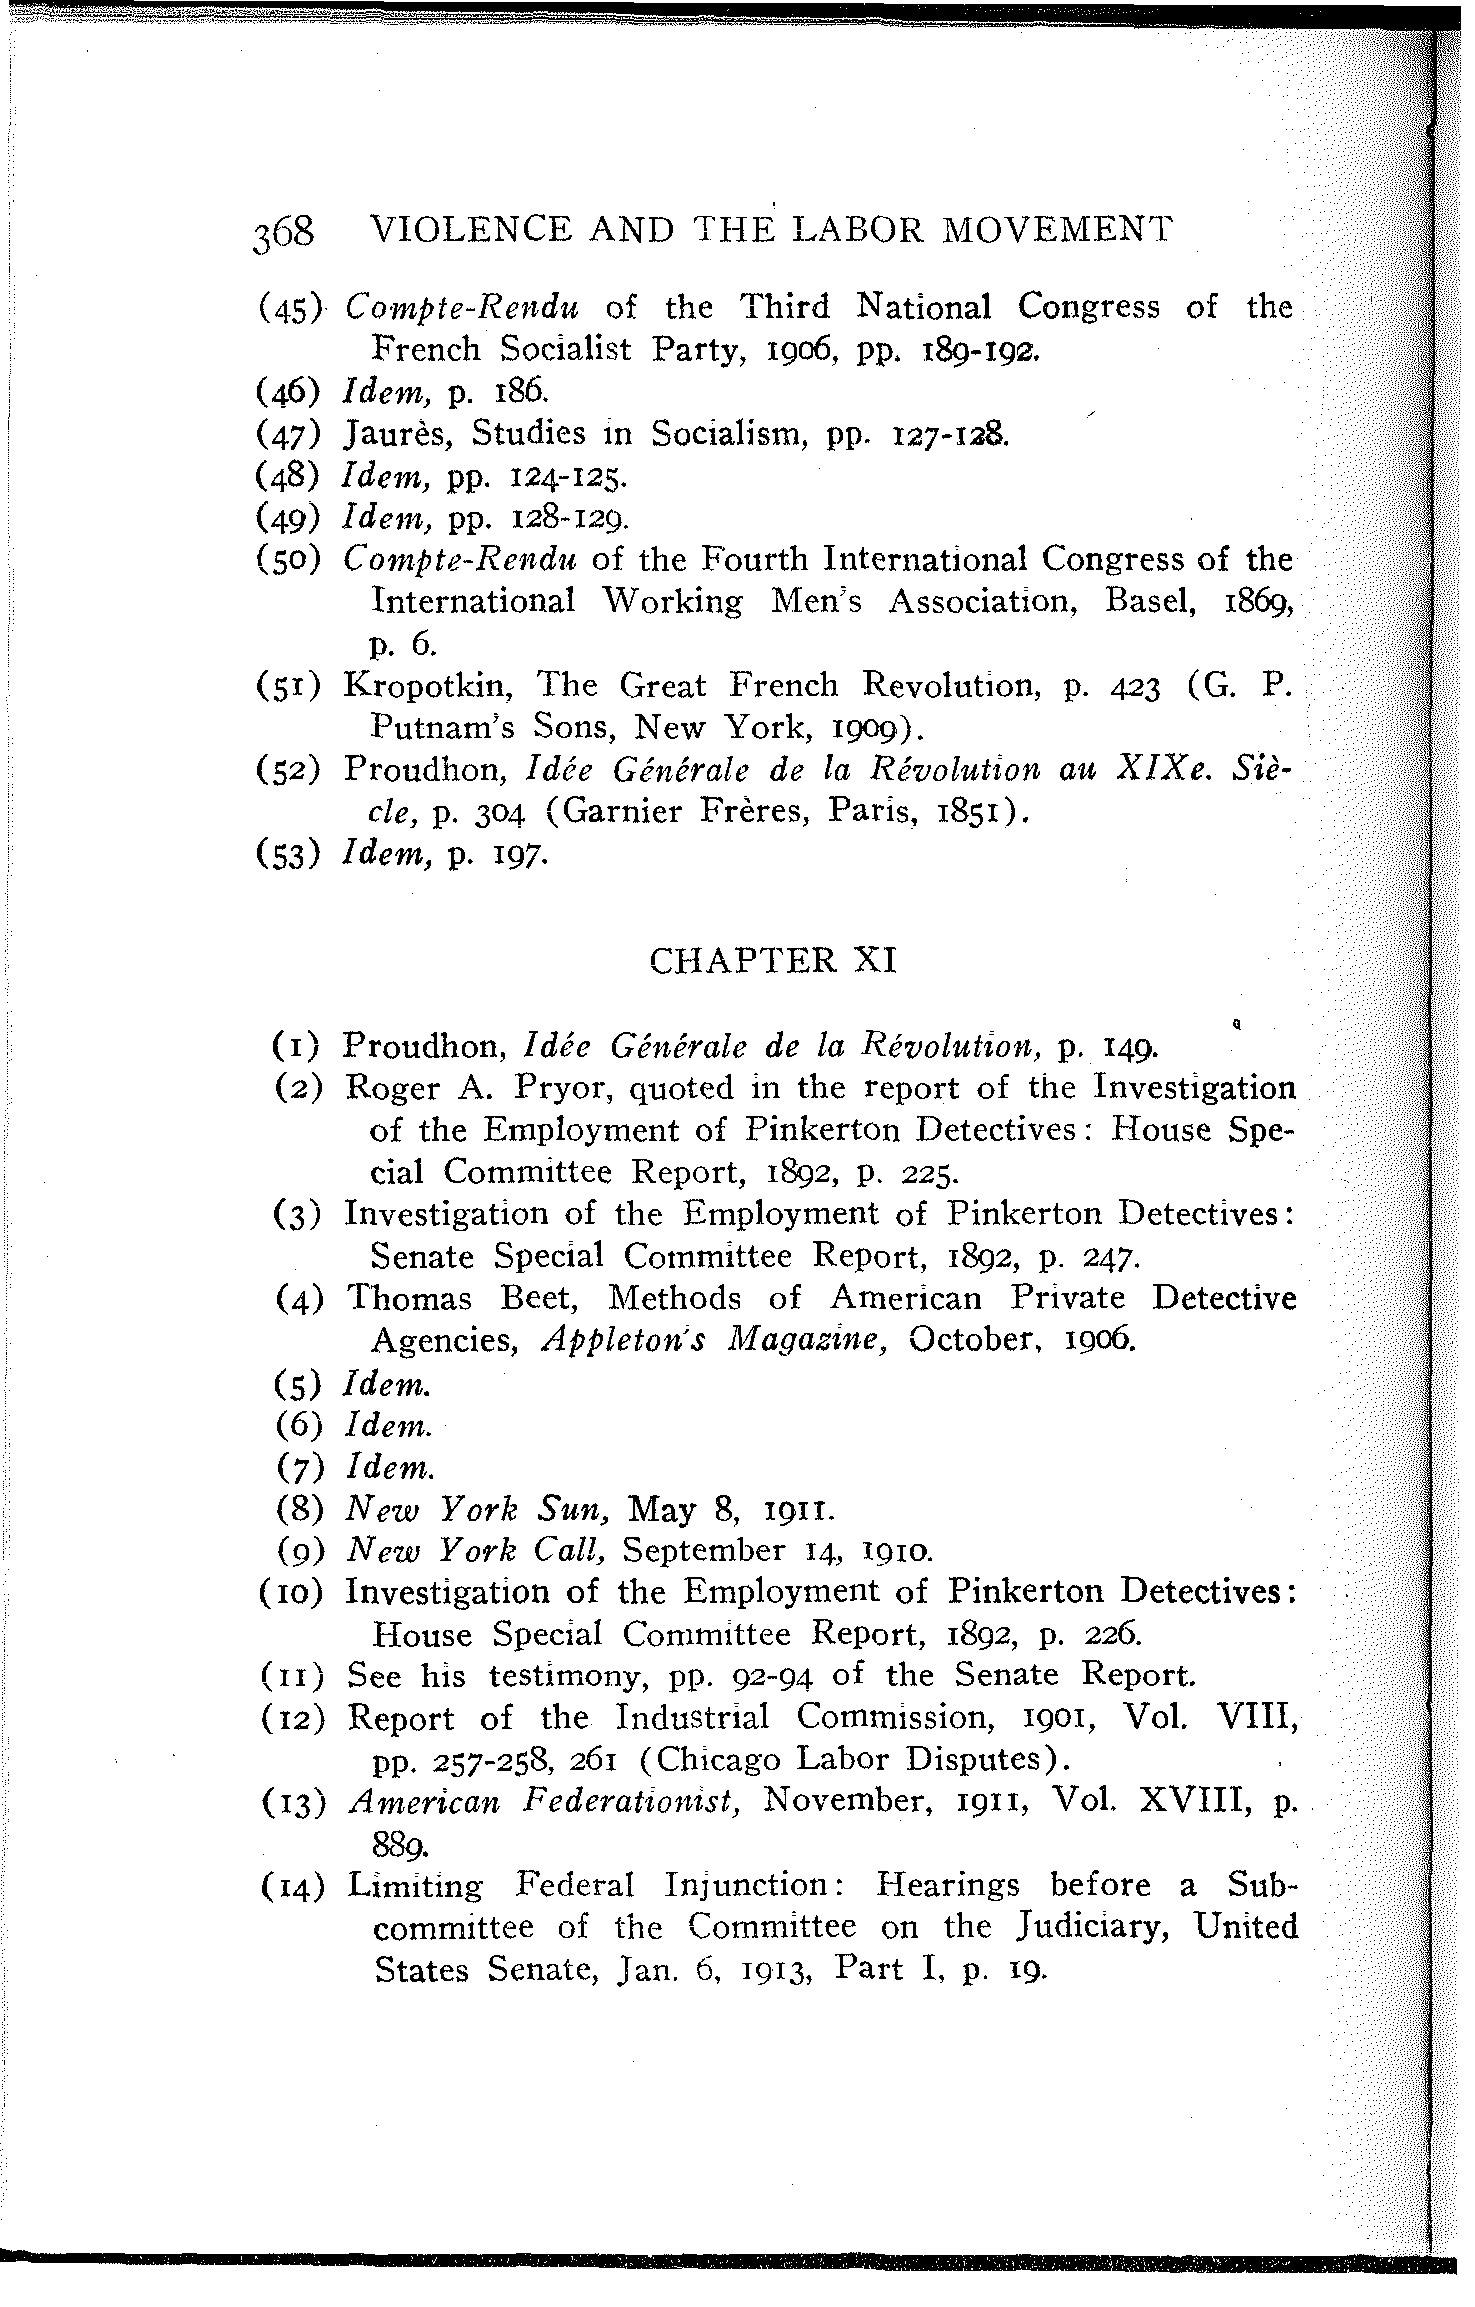 368 VIOLENCE AND THE LABOR MOVEMENT
(45) Compte-Rendu of the Third National Congress of the
French Socialist Party, 1906, pp. 189-192.
(46) Idem, p. 186.
(47) Jaurès, Studies in Socialism, pp. 127-128.
(48) Idem, pp. 124-125.
(49) Idem, pp. 128-129.
(50) Compte-Rendu of the Fourth International Congress of the
International Working Men's Association, Basel, 1869,
p. 6.
(51) Kropotkin, The Great French Revolution, p. 423 (G. P.
Putnam's Sons, New York, 1909).
(52) Proudhon, Idée Générale de la Révolution au XIXe. Siè-
cle, p. 304 (Garnier Frères, Paris, 1851).
(53) Idem, p. 197.
CHAPTER XI
(1) Proudhon, Idée Générale de la Révolution, p. 149.
(2) Roger A. Pryor, quoted in the report of the Investigation
of the Employment of Pinkerton Detectives: House Spe-
cial Committee Report, 1892, p. 225.
(3) Investigation of the Employment of Pinkerton Detectives:
Senate Special Committee Report, 1892, p. 247.
(4) Thomas Beet, Methods of American Private Detective
Agencies, Appleton's Magazine, October, 1906.
(5) Idem.
(6) Idem.
(7) Idem.
(8) New York Sun, May 8, 1911.
(9) New York Call, September 14, 1910.
(10) Investigation of the Employment of Pinkerton Detectives:
House Special Committee Report, 1892, p. 226.
(11) See his testimony, pp. 92-94 of the Senate Report.
(12) Report of the Industrial Commission, 1901, Vol. VIII,
pp. 257-258, 261 (Chicago Labor Disputes).
(13) American Federationist, November, 1911, Vol. XVIII, p.
889.
(14) Limiting Federal Injunction: Hearings before a Sub-
committee of the Committee on the Judiciary, United
States Senate, Jan. 6, 1913, Part I, p. 19.